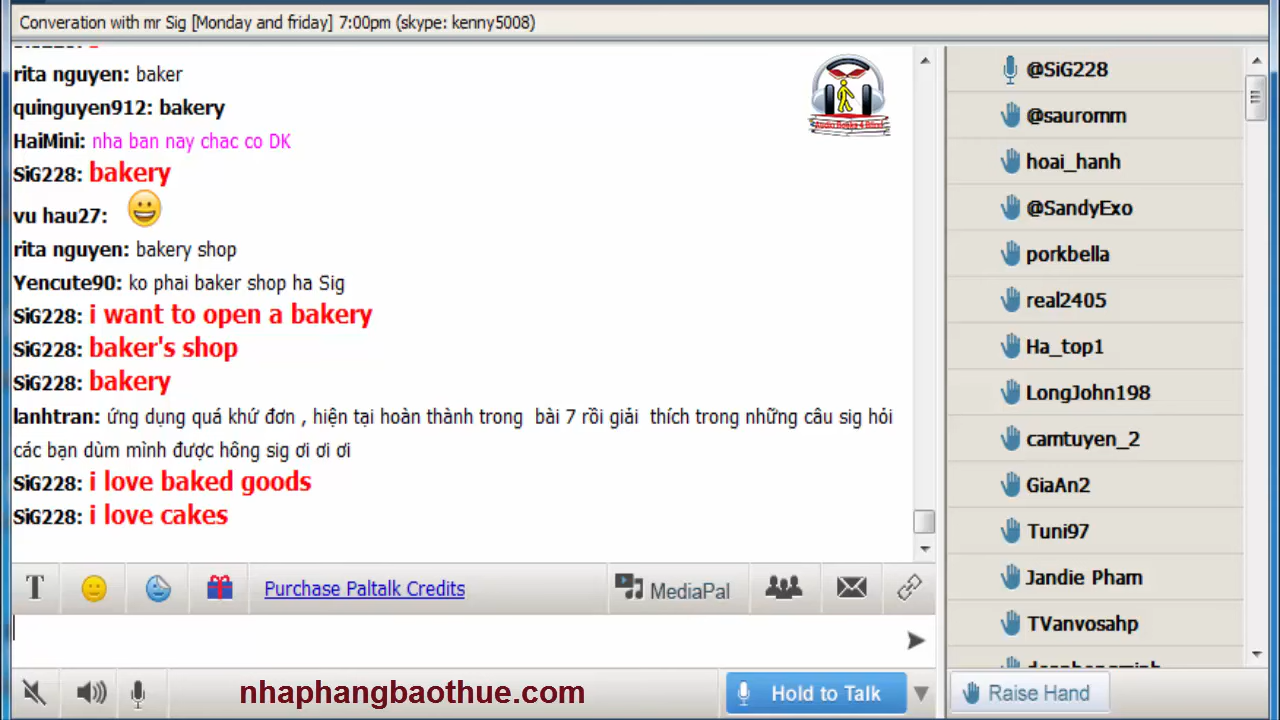 Converation with mr Sig [Monday and friday] 7:00pm (skype: kenny5008)
rita nguyen: baker
quinguyen912: bakery
HaiMini: nha ban nay chac co DK
SiG228: bakery
vu hau27:
rita nguyen: bakery shop
Yencute90: ko phai baker shop ha Sig
SiG228: i want to open a bakery
SiG228: baker's shop
SiG228: bakery
lanhtran: ứng dụng quá khứ đơn , hiện tại hoàn thành trong bài 7 rồi giải thích trong những câu sig hỏi
các bạn dùm mình được hông sig ơi ơi ơi
SiG228: i love baked goods
SiG228: i love cakes
@SiG228
@sauromm
hoai_hanh
@SandyExo
porkbella
real2405
Ha_top1
LongJohn198
camtuyen_2
GiaAn2
Tuni97
Jandie Pham
TVanvosahp
T
Purchase Paltalk Credits
MediaPal
nhaphangbaothue.com
Hold to Talk
Raise Hand